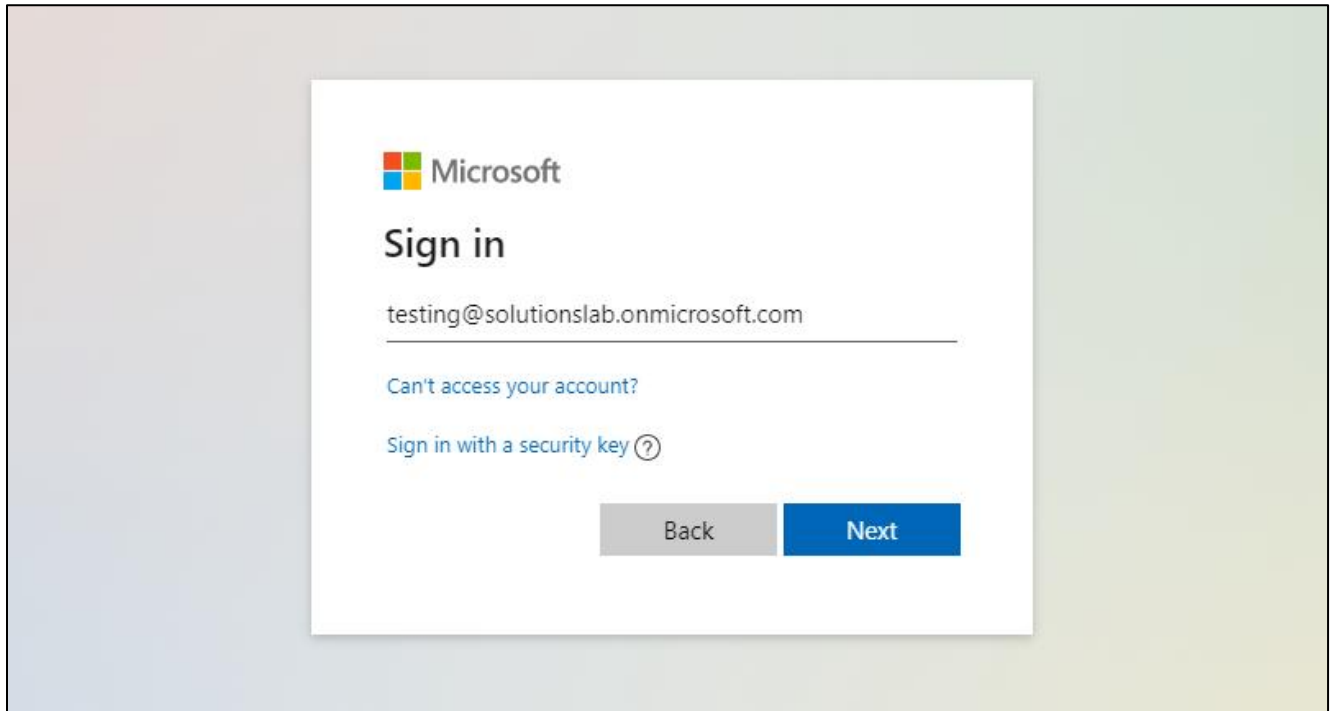 Microsoft
Sign in
testing@solutionslab.onmicrosoft.com
Can't access your account?
Sign in with a security key ?
Back Next